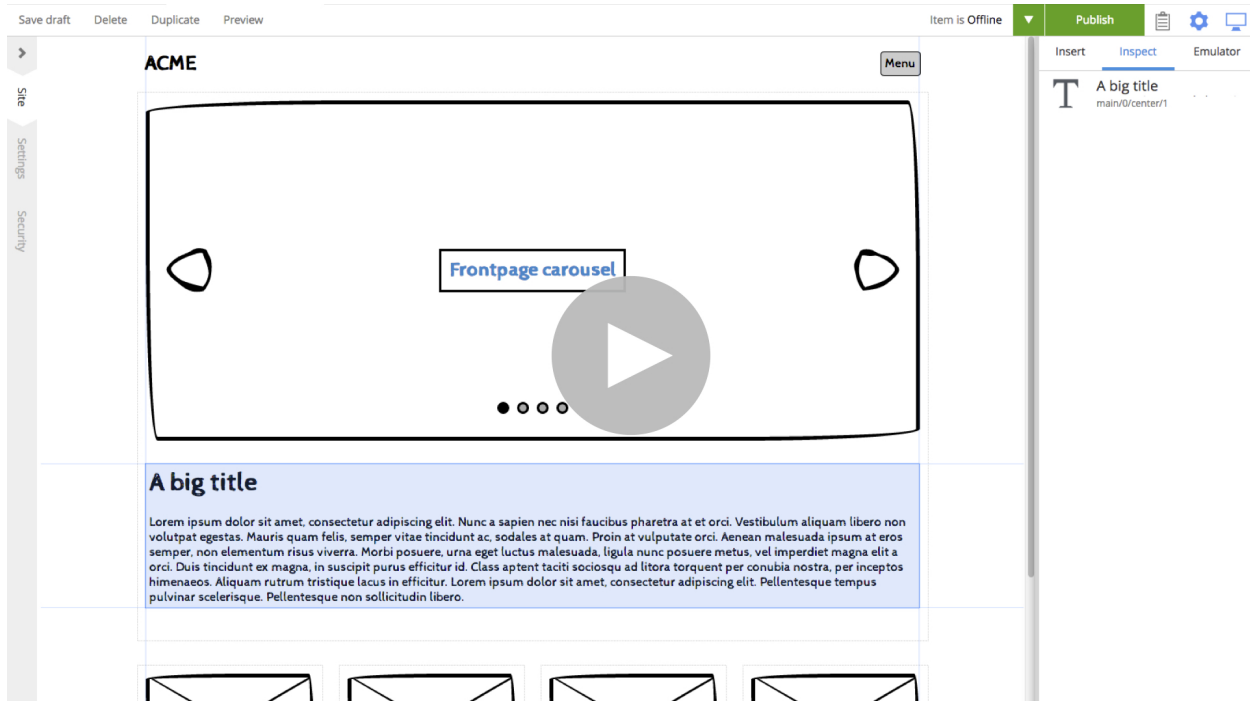 Save draft Delete Duplicate Preview Item is Offline Publish
Insert Inspect Emulator
ACME Menu
Site
Settings
Security
A big title
main/0/center/1
Frontpage carousel
A big title
Lorem ipsum dolor sit amet, consectetur adipiscing elit. Nunc a sapien nec nisi faucibus pharetra at et orci. Vestibulum aliquam libero non
volutpat egestas. Mauris quam felis, semper vitae tincidunt ac, sodales at quam. Proin at vulputate orci. Aenean malesuada ipsum at eros
semper, non elementum risus viverra. Morbi posuere, urna eget luctus malesuada, ligula nunc posuere metus, vel imperdiet magna elit a
orci. Duis tincidunt ex magna, in suscipit purus efficitur id. Class aptent taciti sociosqu ad litora torquent per conubia nostra, per inceptos
himenaeos. Aliquam rutrum tristique lacus in efficitur. Lorem ipsum dolor sit amet, consectetur adipiscing elit. Pellentesque tempus
pulvinar scelerisque. Pellentesque non sollicitudin libero.